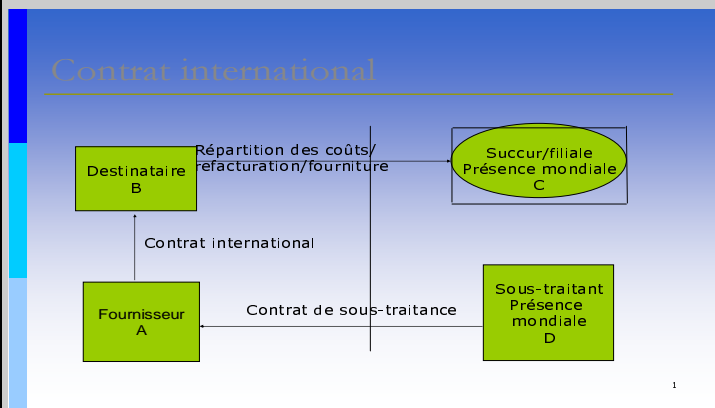 Contrat international
Répartition des coûts/
refacturation/fourniture
Destinataire
B
Succur/filiale
Présence mondiale
C
Contrat international
Fournisseur
A
Contrat de sous-traitance
Sous-traitant
Présence
mondiale
D
1